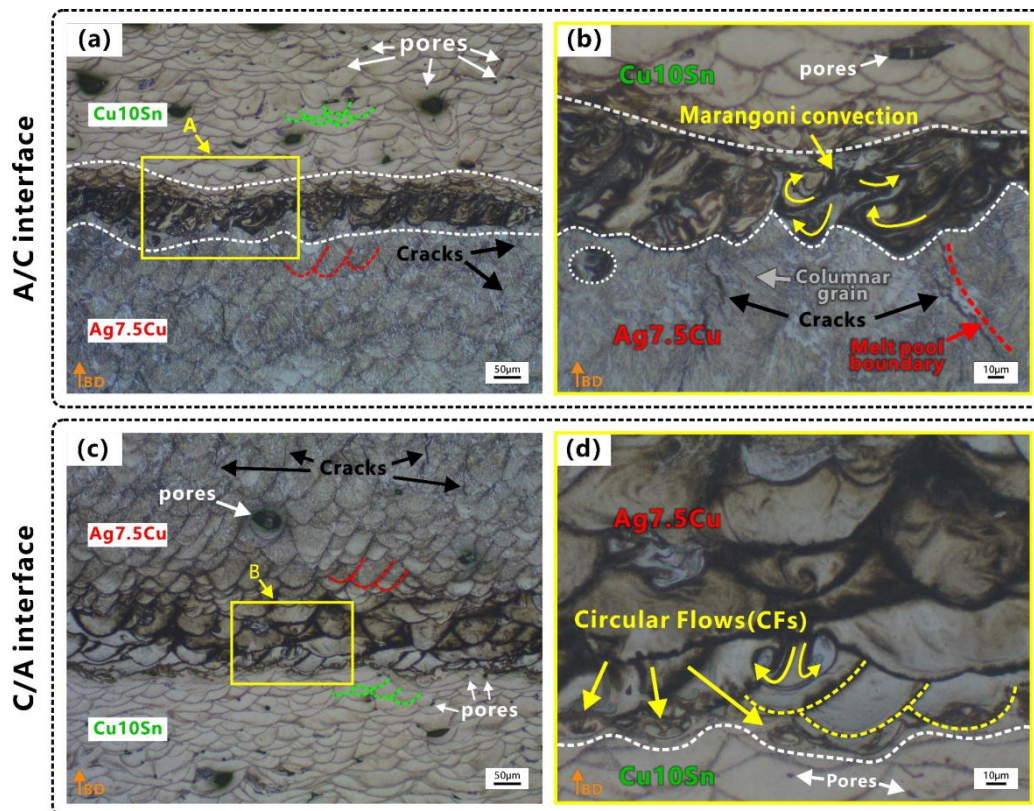 A/C interface
(a)
pores
Cu10Sn
A
Cracks
Ag7.5Cu
BD
50μm
(b)
Cu10Sn
pores
Marangoni convection
Columnar
grain
Cracks
Ag7.5Cu
Melt pool
boundary
BD
10μm
C/A interface
(c)
Cracks
pores
Ag7.5Cu
B
pores
Cu10Sn
BD
50μm
(d)
Ag7.5Cu
Circular Flows(CFs)
Cu10Sn
Pores
BD
10μm